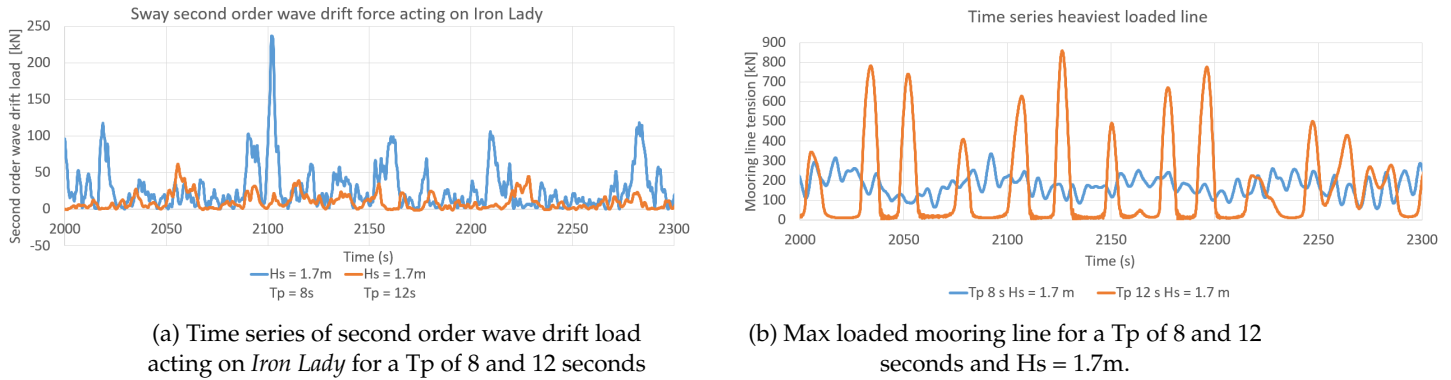 Sway second order wave drift force acting on Iron Lady
Second order wave drift load [kN]
250
200
150
100
50
0
-50
2000
2050
2100
2150
2200
2250
2300
Time (s)
Hs = 1.7m
Tp = 8s
Hs = 1.7m
Tp = 12s
(a) Time series of second order wave drift load
acting on Iron Lady for a Tp of 8 and 12 seconds
Time series heaviest loaded line
Mooring line tension [kN]
900
800
700
600
500
400
300
200
100
0
2000
2050
2100
2150
2200
2250
2300
Time (s)
Tp 8 s Hs = 1.7 m
Tp 12 s Hs = 1.7 m
(b) Max loaded mooring line for a Tp of 8 and 12
seconds and Hs = 1.7m.